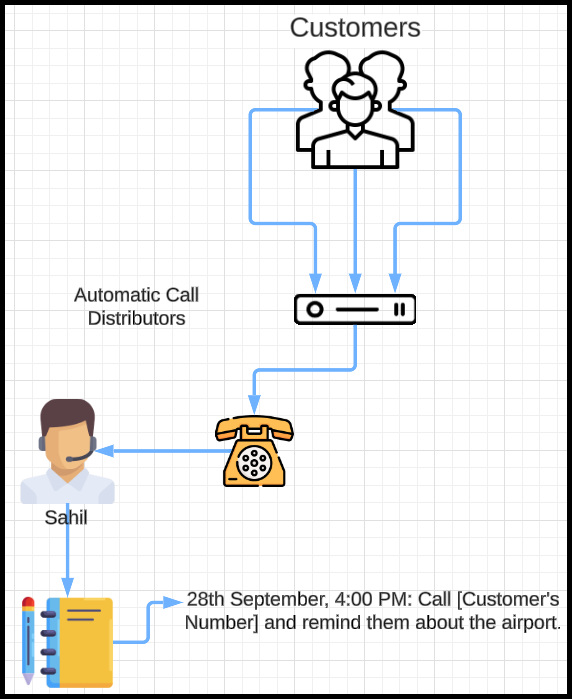 Customers
Automatic Call
Distributors
Sahil
28th September, 4:00 PM: Call [Customer's
Number] and remind them about the airport.